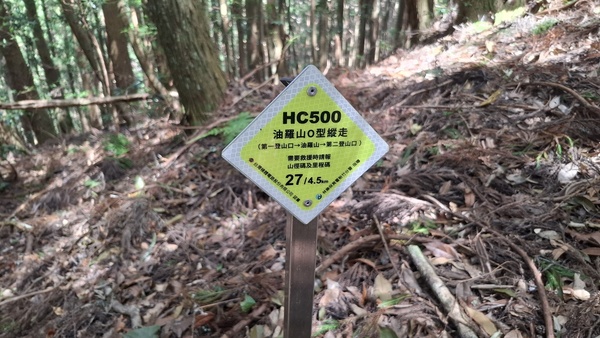 HC500
油羅山O型縱走
(第一登山口→油羅山→第二登山口)
需要救援時請報
山徑碼及里程碼
27/4.5km